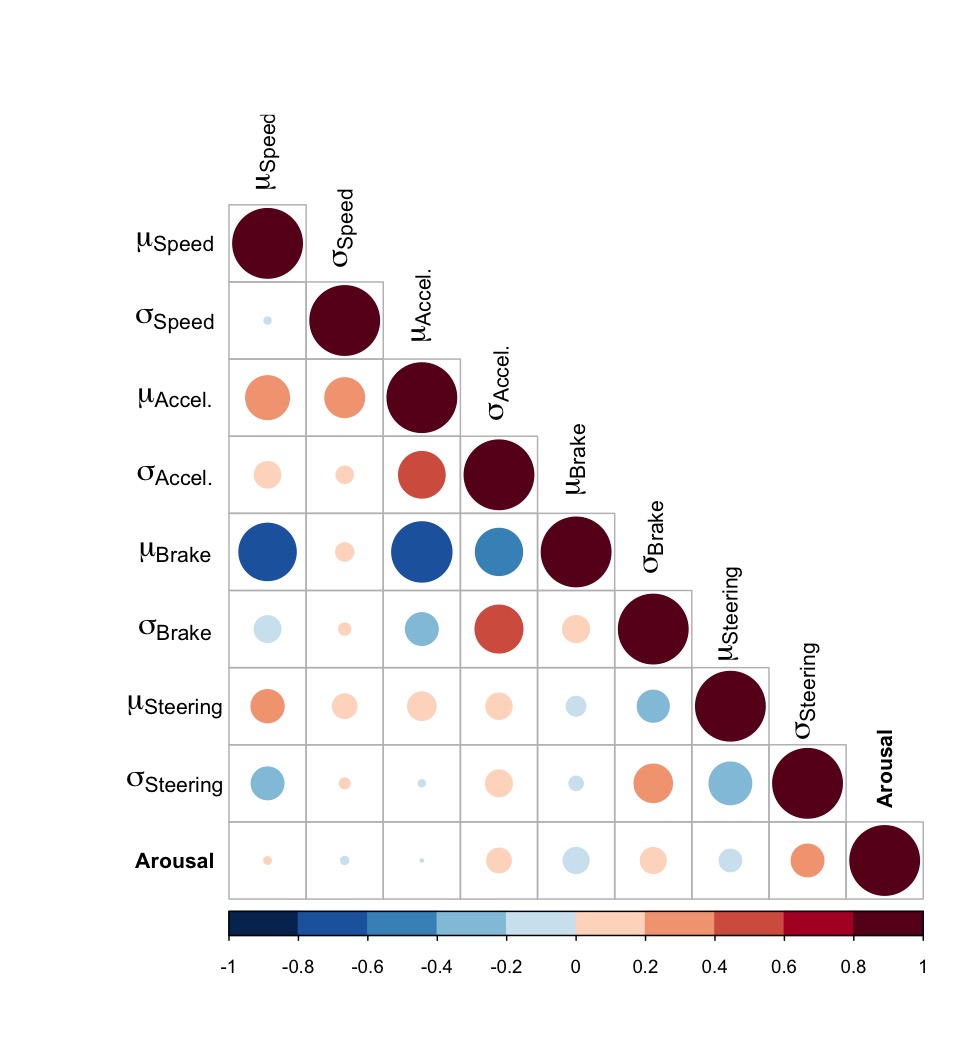 μSpeed
σSpeed
μAccel.
σAccel.
μBrake
σBrake
μSteering
σSteering
Arousal
μSpeed
σSpeed
μAccel.
σAccel.
μBrake
σBrake
μSteering
σSteering
Arousal
-1 -0.8 -0.6 -0.4 -0.2 0 0.2 0.4 0.6 0.8 1